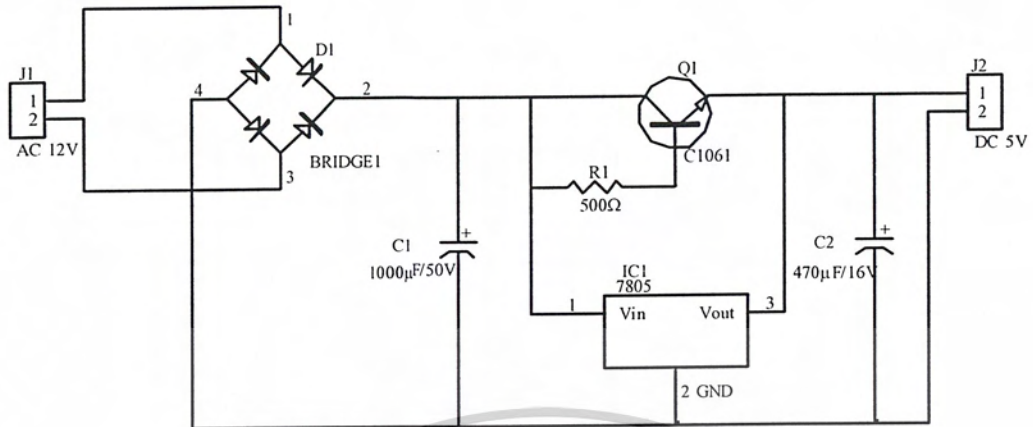 J1
1
2
AC 12V
1
D1
4
2
3
BRIDGE1
C1
+
1000µF/50V
Q1
C1061
R1
500Ω
IC1
7805
1
Vin
Vout
3
2 GND
C2
+
470µF/16V
J2
1
2
DC 5V